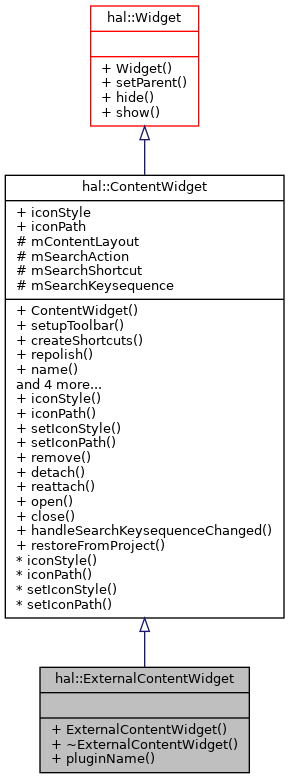 hal::Widget
+ Widget()
+ setParent()
+ hide()
+ show()
hal::ContentWidget
+ iconStyle
+ iconPath
# mContentLayout
# mSearchAction
# mSearchShortcut
# mSearchKeysequence
+ ContentWidget()
+ setupToolbar()
+ createShortcuts()
+ repolish()
+ name()
and 4 more...
+ iconStyle()
+ iconPath()
+ setIconStyle()
+ setIconPath()
+ remove()
+ detach()
+ reattach()
+ open()
+ close()
+ handleSearchKeysequenceChanged()
+ restoreFromProject()
* iconStyle()
* iconPath()
* setIconStyle()
* setIconPath()
hal::ExternalContentWidget
+ ExternalContentWidget()
+ ~ExternalContentWidget()
+ pluginName()